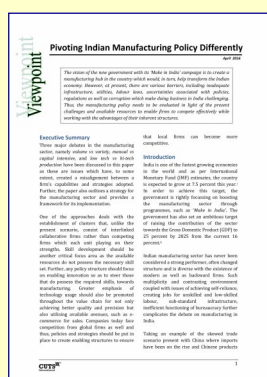 Pivoting Indian Manufacturing Policy Differently
April 2016
Viewpoint
Viewpoint
The vision of the new government with its 'Make in India' campaign is to create a
manufacturing hub in the country which would, in turn, help transform the Indian
economy. However, at present, there are various barriers, including inadequate
infrastructure, utilities, labour laws, uncertainties associated with policies,
regulations as well as corruption which make doing business in India challenging.
Thus, the manufacturing policy needs to be evaluated in light of the present
challenges and available resources to enable firms to compete effectively while
working with the advantages of their inherent resources.
Executive Summary
Three major debates in the manufacturing
sector, namely volume vs variety; manual vs
capital intensive; and low tech vs hi-tech
production have been discussed in this paper
as these are issues which have, to some
extent, created a misalignment between a
firm's capabilities and strategies adopted.
Further, the paper also outlines a strategy for
the manufacturing sector and provides a
framework for its implementation.
One of the approaches deals with the
establishment of clusters that, unlike the
present scenario, consist of interlinked
collaborative firms rather than competing
firms which each unit playing on their
strengths. Skill development should be
another critical focus area as the available
resources do not possess the necessary skill
set. Further, any policy structure should focus
on enabling innovation so as to steer those
that do possess the required skills, towards
manufacturing. Greater emphasis of
technology usage should also be promoted
throughout the value chain for not only
achieving better quality and precision but
also utilising available avenues, such as e-
commerce for sales. Companies today face
competition from global firms as well and
thus, policies and strategies should be put in
place to create enabling structures to ensure
that local firms can become more
competitive.
Introduction
India is one of the fastest growing economies
in the world and as per International
Monetary Fund (IMF) estimates, the country
is expected to grow at 7.5 percent this year.
In order to achieve this target, the
government is rightly focusing on boosting
the manufacturing sector through
programmes, such as 'Make in India'. The
government has also set an ambitious target
of raising the contribution of the sector
towards the Gross Domestic Product (GDP) to
25 percent by 2025 from the current 16
percent.
Indian manufacturing sector has never been
considered a strong performer, often changed
structure and is diverse with the existence of
modern as well as backward firms. Such
multiplicity and contrasting environment
coupled with issues of achieving self-reliance,
creating jobs for unskilled and low-skilled
labour, sub-standard infrastructure,
inefficient functioning of bureaucracy further
complicates the debate on manufacturing in
India.
Taking an example of the skewed trade
scenario present with China where imports
have been on the rise and Chinese products
CUTS
1